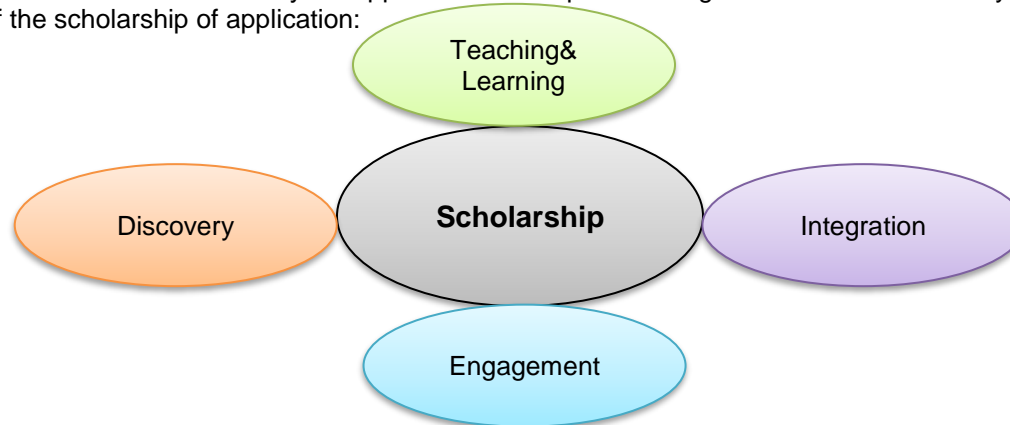 f the scholarship of application:
Teaching&
Learning
Discovery
Scholarship
Integration
Engagement